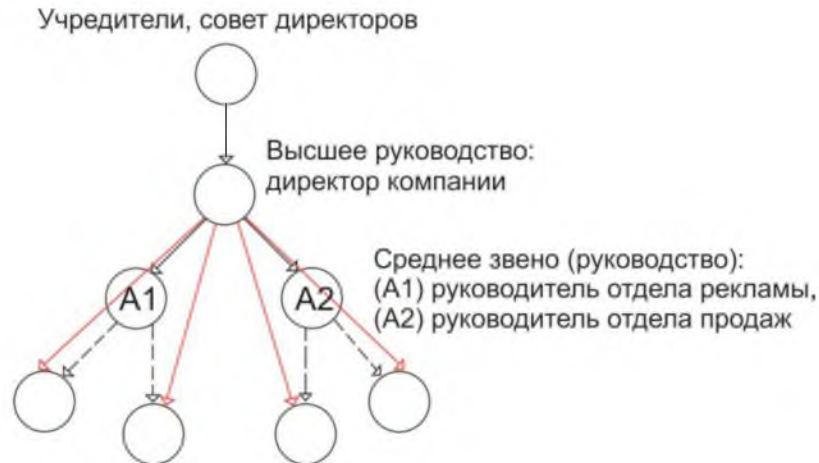 Учредители, совет директоров
Высшее руководство:
директор компании
Среднее звено (руководство):
(А1) руководитель отдела рекламы,
(А2) руководитель отдела продаж
А1
А2